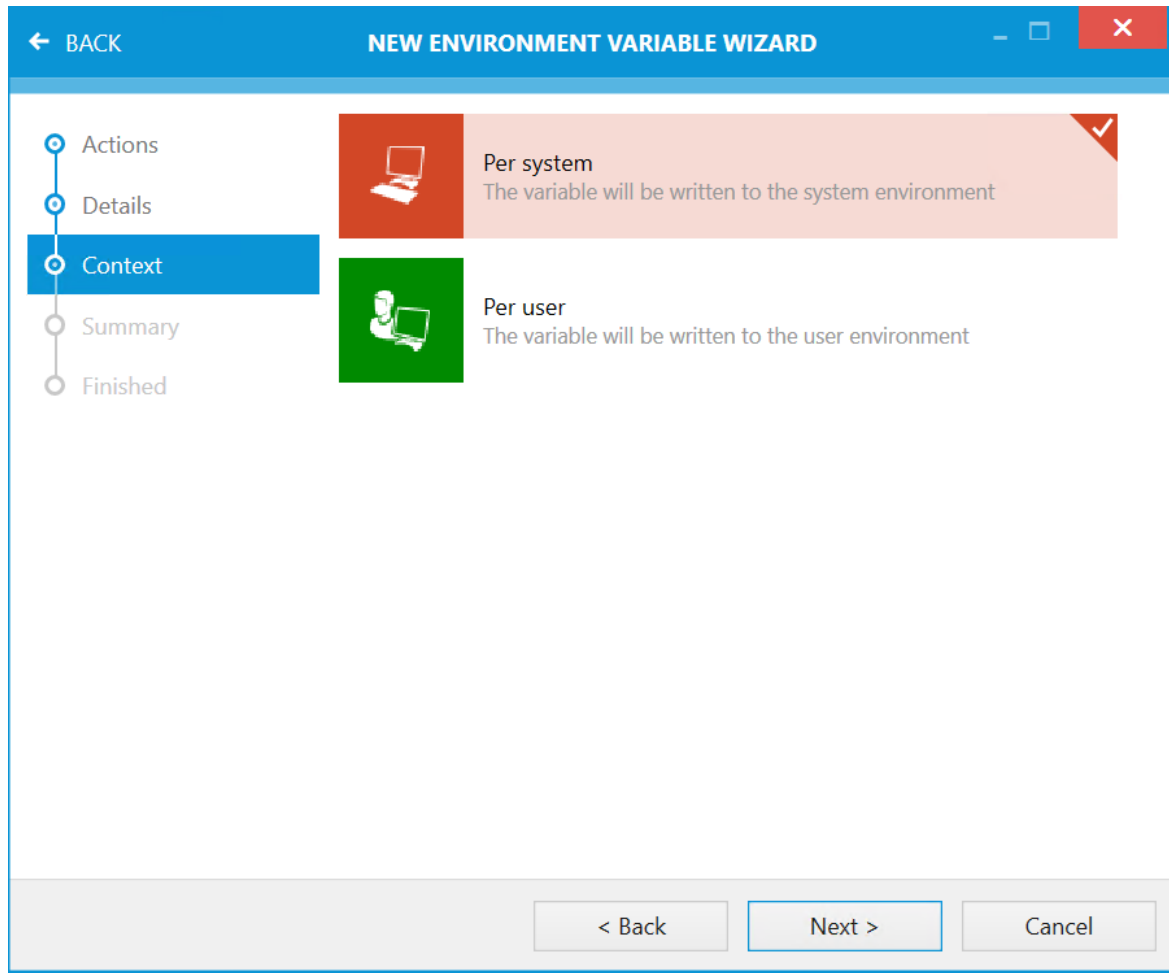 BACK
NEW ENVIRONMENT VARIABLE WIZARD
Actions
Details
Context
Summary
Finished
Per system
The variable will be written to the system environment
Per user
The variable will be written to the user environment
< Back
Next >
Cancel